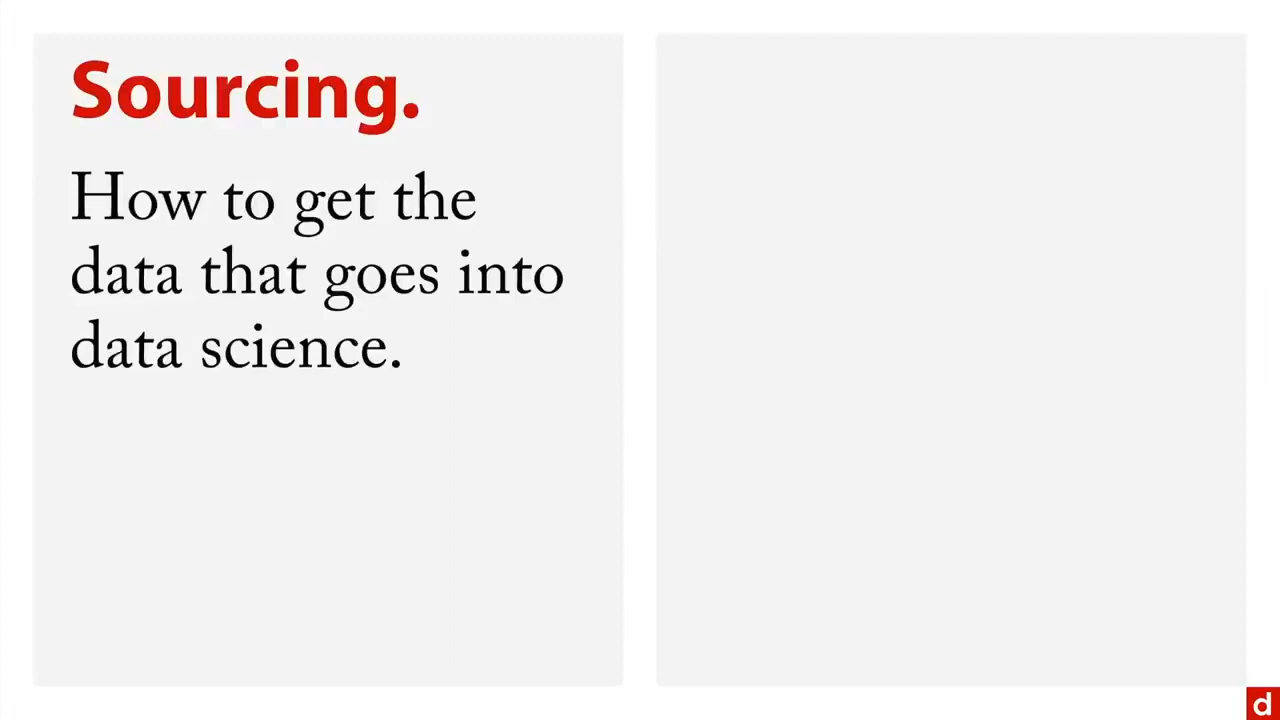 Sourcing.
How to get the
data that goes into
data science.
d